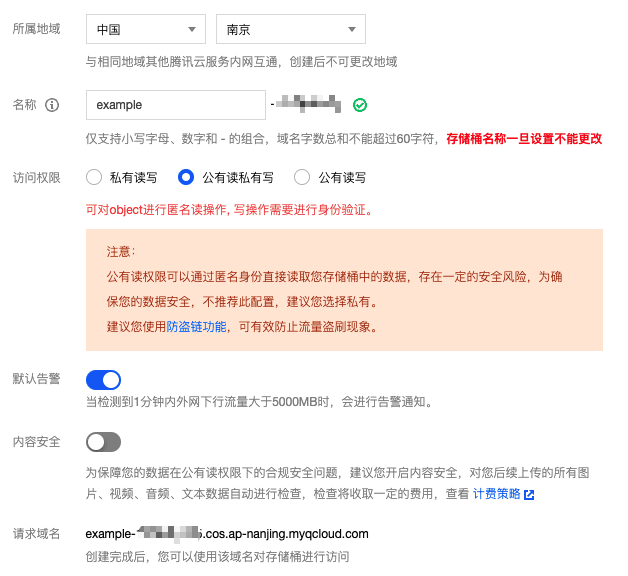 所属地域 中国 南京
与相同地域其他腾讯云服务内网互通，创建后不可更改地域
名称 example -
仅支持小写字母、数字和 - 的组合，域名字数总和不能超过60字符，存储桶名称一旦设置不能更改
访问权限 私有读写 公有读私有写 公有读写
可对object进行匿名读操作, 写操作需要进行身份验证。
注意：
公有读权限可以通过匿名身份直接读取您存储桶中的数据，存在一定的安全风险，为确
保您的数据安全，不推荐此配置，建议您选择私有。
建议您使用防盗链功能，可有效防止流量盗刷现象。
默认告警
当检测到1分钟内外网下行流量大于5000MB时，会进行告警通知。
内容安全
为保障您的数据在公有读权限下的合规安全问题，建议您开启内容安全，对您后续上传的所有图
片、视频、音频、文本数据自动进行检查，检查将收取一定的费用，查看 计费策略
请求域名 example- .cos.ap-nanjing.myqcloud.com
创建完成后，您可以使用该域名对存储桶进行访问